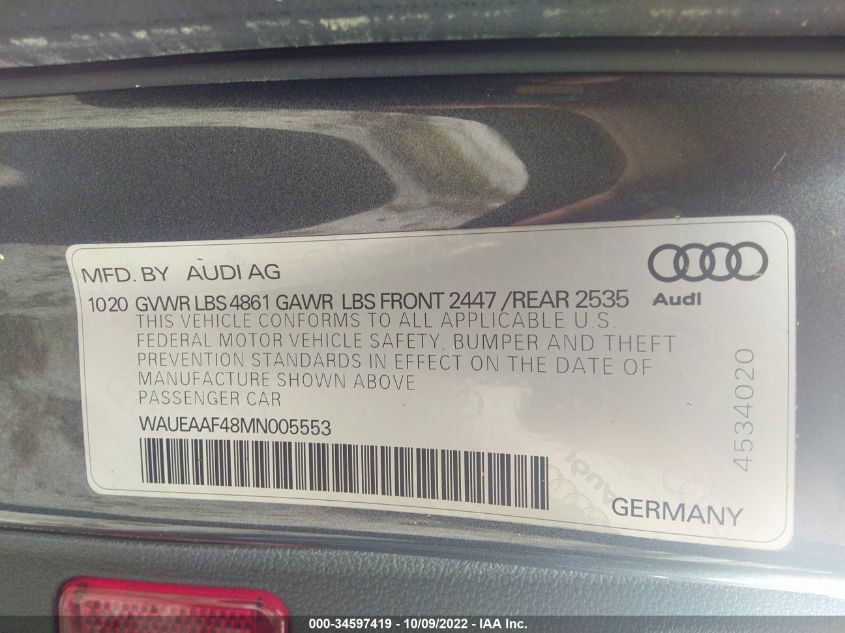 MFD. BY AUDI AG
1020 GVWR LBS 4861 GAWR LBS FRONT 2447 /REAR 2535
THIS VEHICLE CONFORMS TO ALL APPLICABLE U.S.
FEDERAL MOTOR VEHICLE SAFETY, BUMPER AND THEFT
PREVENTION STANDARDS IN EFFECT ON THE DATE OF
MANUFACTURE SHOWN ABOVE
PASSENGER CAR
WAUEAAF48MN005553
Audi
4534020
Audi
GERMANY
000-34597419 - 10/09/2022 - IAA Inc.